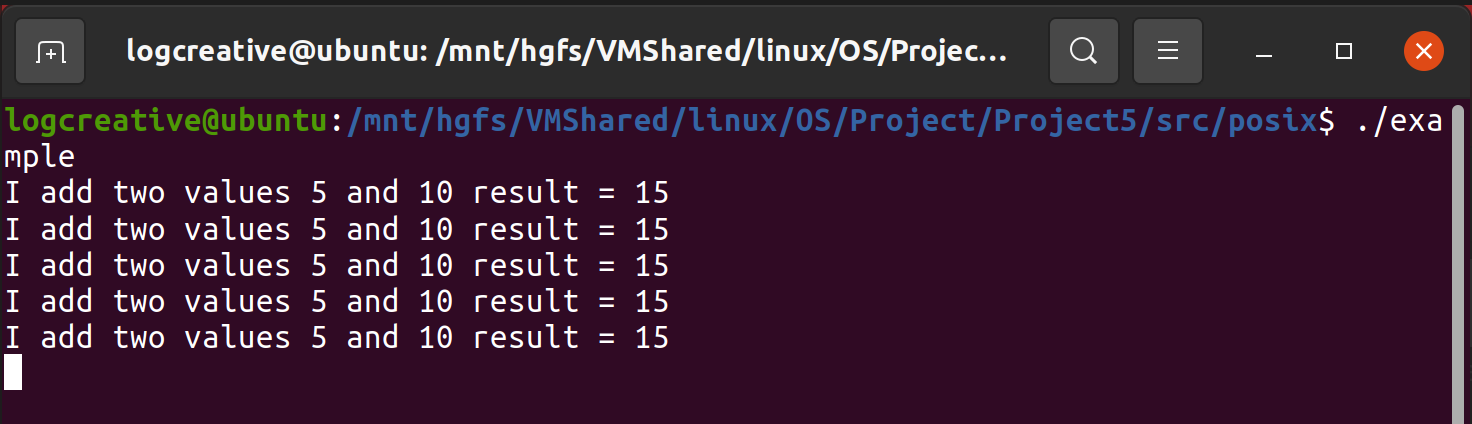 logcreative@ubuntu: /mnt/hgfs/VMShared/linux/OS/Projec...
logcreative@ubuntu:/mnt/hgfs/VMShared/linux/OS/Project/Project5/src/posix$ ./exa
mple
I add two values 5 and 10 result = 15
I add two values 5 and 10 result = 15
I add two values 5 and 10 result = 15
I add two values 5 and 10 result = 15
I add two values 5 and 10 result = 15